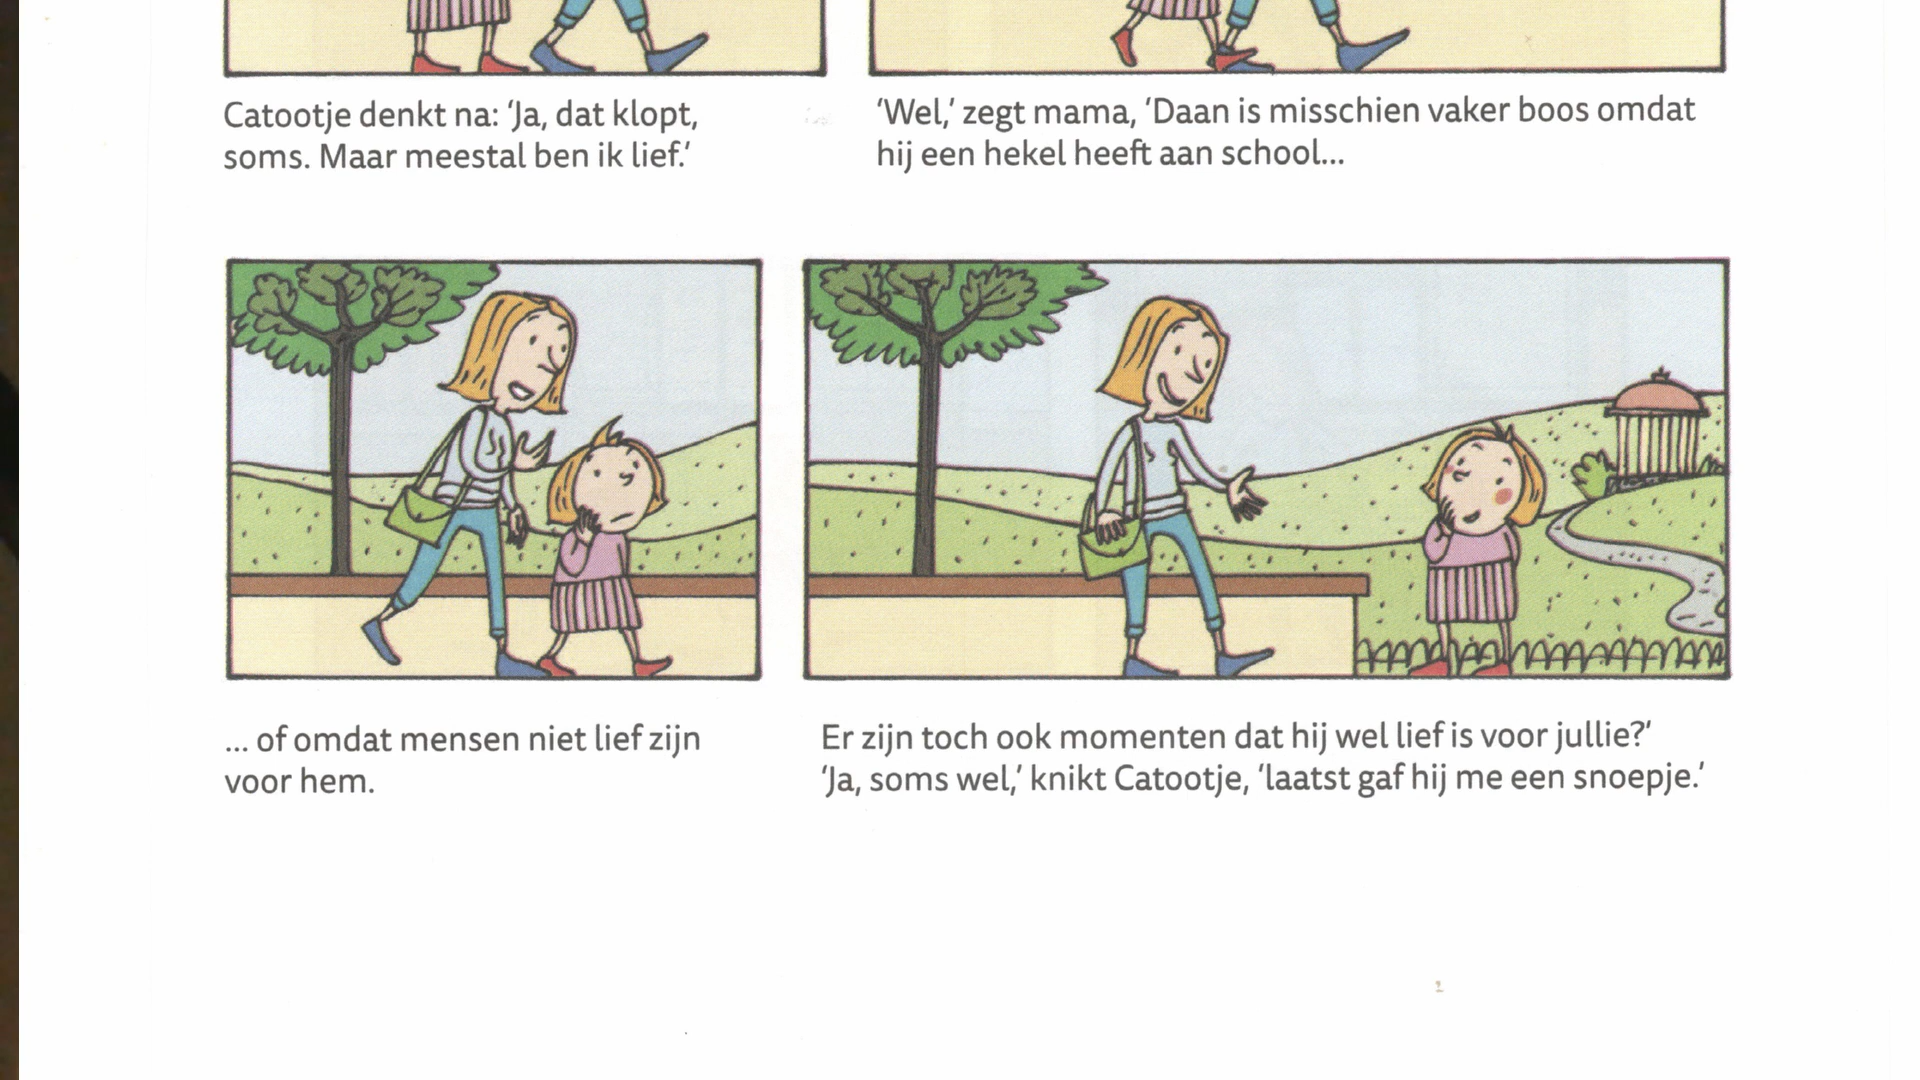 Catootje denkt na: ‘Ja, dat klopt,
soms. Maar meestal ben ik lief.’
‘Wel,’ zegt mama, ‘Daan is misschien vaker boos omdat
hij een hekel heeft aan school...
... of omdat mensen niet lief zijn
voor hem.
Er zijn toch ook momenten dat hij wel lief is voor jullie?’
‘Ja, soms wel,’ knikt Catootje, ‘laatst gaf hij me een snoepje.’